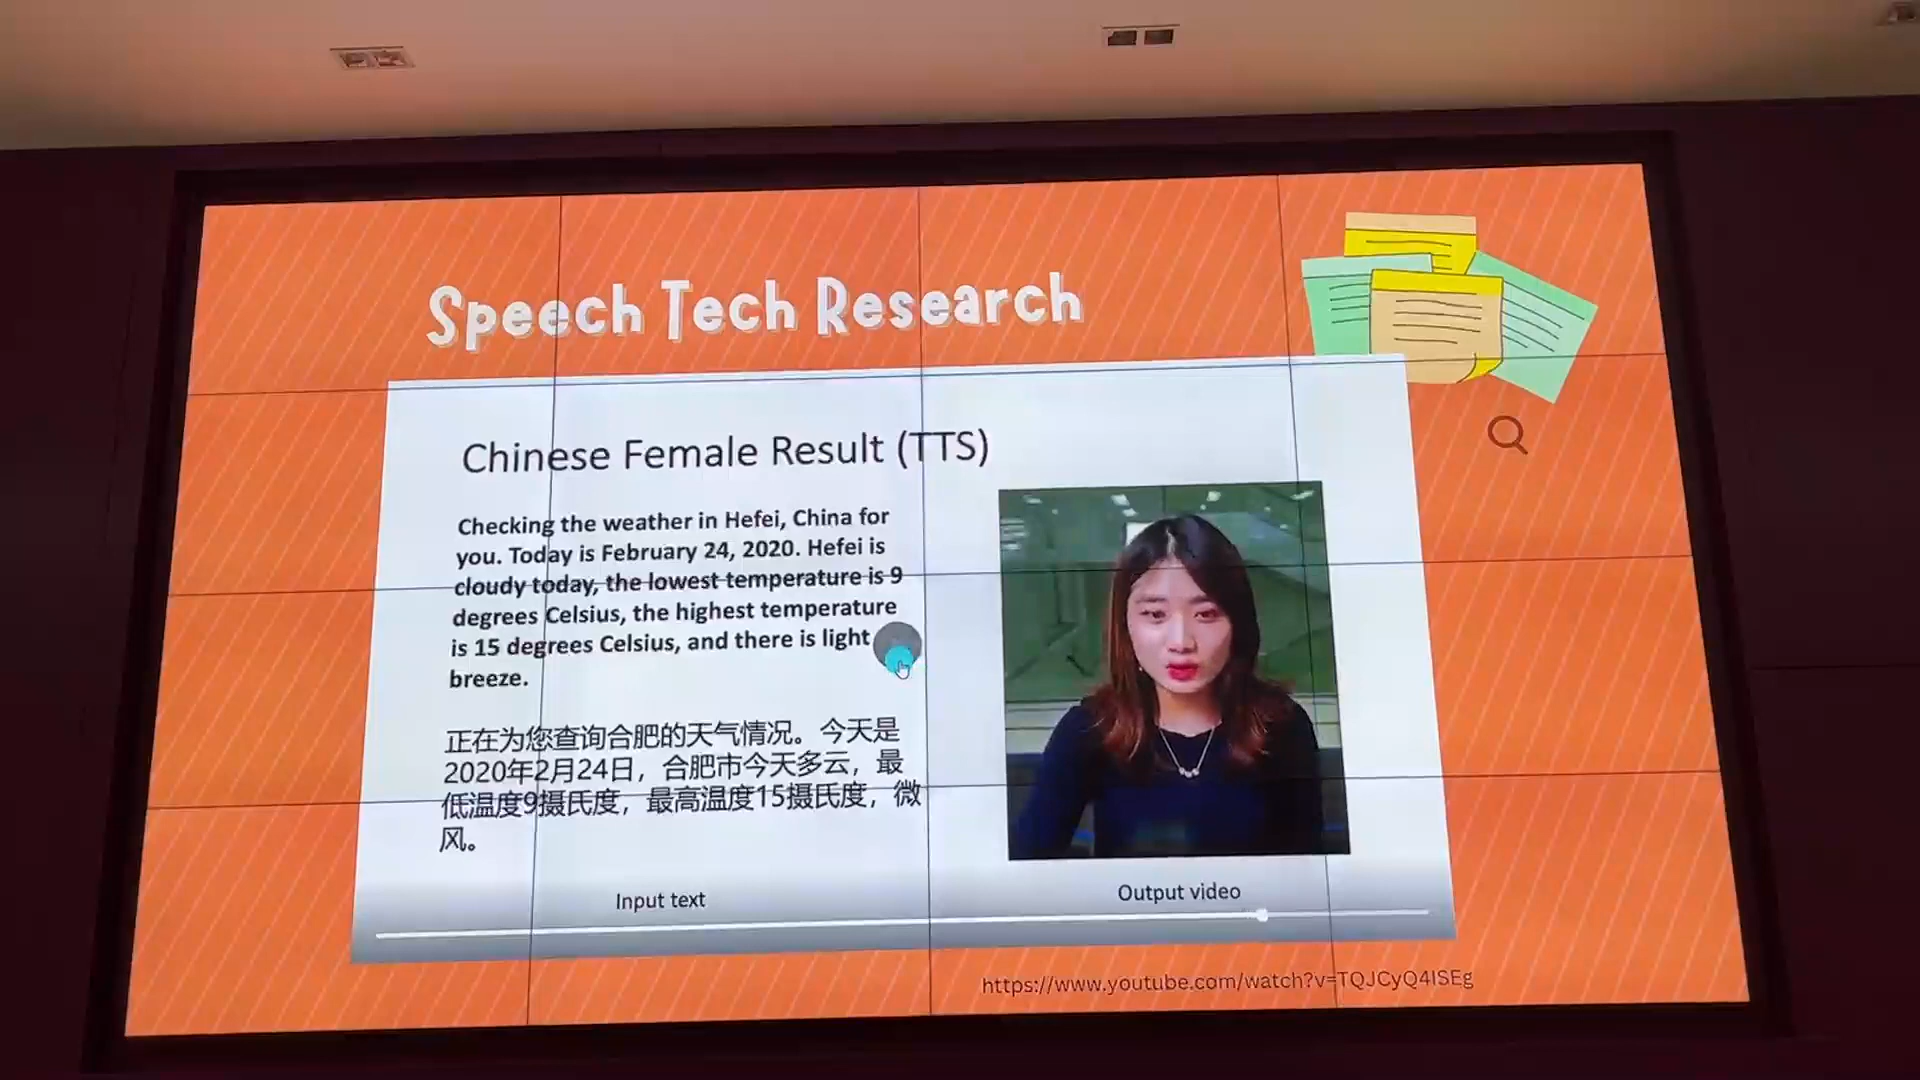 Speech Tech Research
Chinese Female Result (TTS)
Checking the weather in Hefei, China for
you. Today is February 24, 2020. Hefei is
cloudy today, the lowest temperature is 9
degrees Celsius, the highest temperature
is 15 degrees Celsius, and there is light
breeze.
正在为您查询合肥的天气情况。今天是
2020年2月24日，合肥市今天多云，最
低温度9摄氏度，最高温度15摄氏度，微
风。
Input text
Output video
https://www.youtube.com/watch?v=TQJCyQ4ISEg